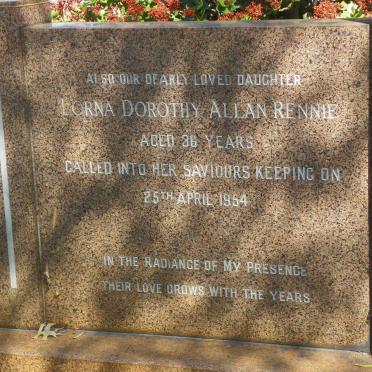 ALSO OUR DEARLY LOVED DAUGHTER
LORNA DOROTHY ALLAN RENNIE
AGED 36 YEARS
CALLED INTO HER SAVIOURS KEEPING ON
25TH APRIL 1954
IN THE RADIANCE OF MY PRESENCE
THEIR LOVE GROWS WITH THE YEARS